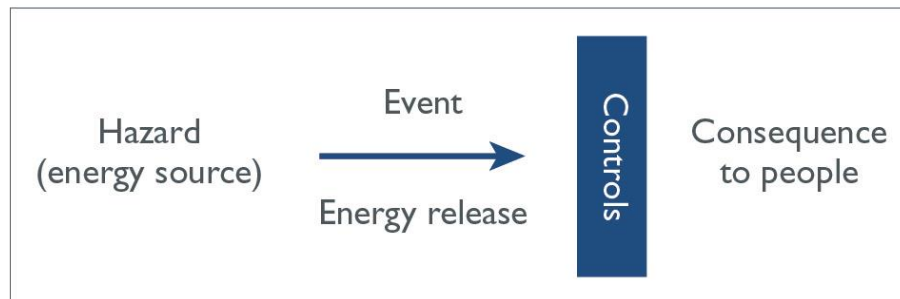 Hazard
(energy source)
Event
Energy release
Controls
Consequence
to people